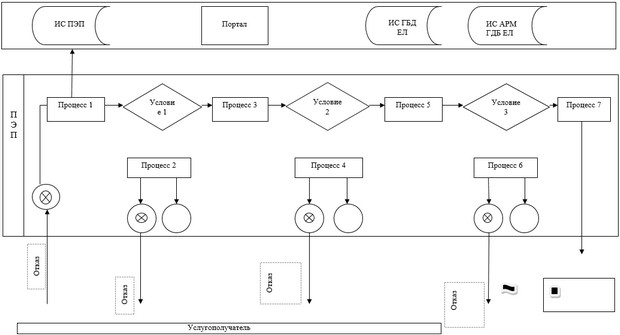 ИС ПЭП
Портал
ИС ГБД
ЕЛ
ИС АРМ
ГДБ ЕЛ
П
Э
П
Процесс 1
Услови
е 1
Процесс 3
Условие
2
Процесс 5
Условие
3
Процесс 7
Процесс 2
Процесс 4
Процесс 6
Отказ
Отказ
Отказ
Отказ
Услугополучатель